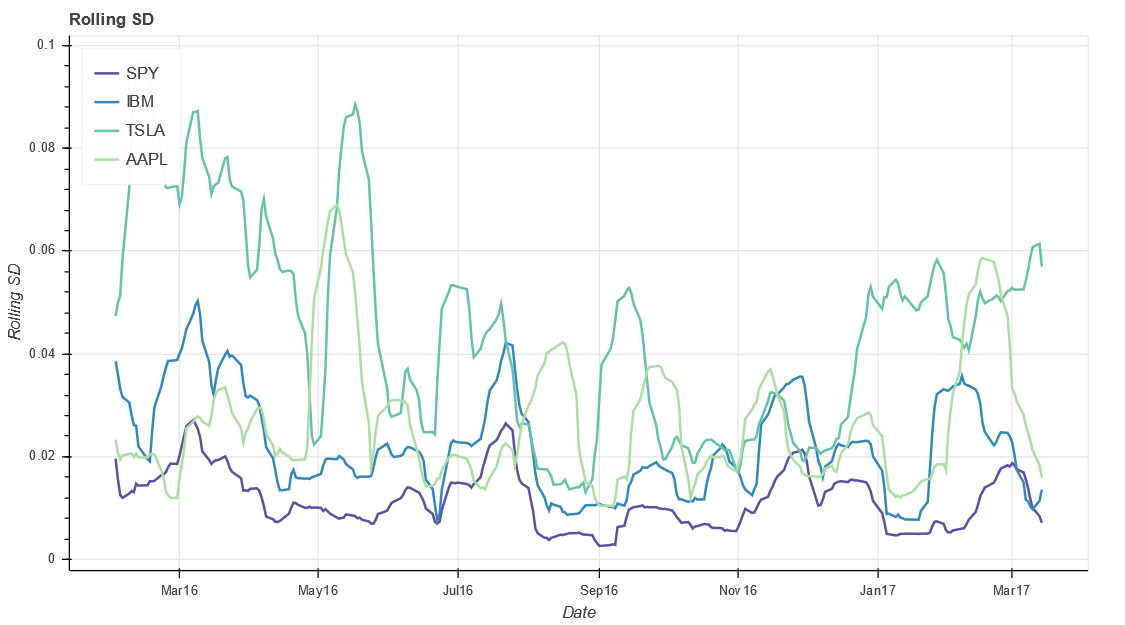 Rolling SD
0.1
0.08
0.06
0.04
0.02
0
Rolling SD
SPY
IBM
TSLA
AAPL
Mar16
May16
Jul16
Sep16
Nov16
Jan17
Mar17
Date